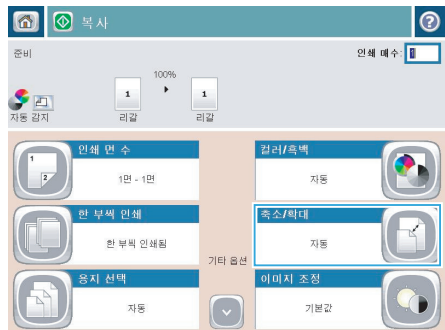 복사
준비
인쇄 매수: 1
100%
1 1
자동 감지 리갈 리갈
인쇄 면 수
1
2
1면 - 1면
컬러/흑백
자동
한 부씩 인쇄
한 부씩 인쇄됨
축소/확대
자동
기타 옵션
용지 선택
자동
이미지 조정
기본값